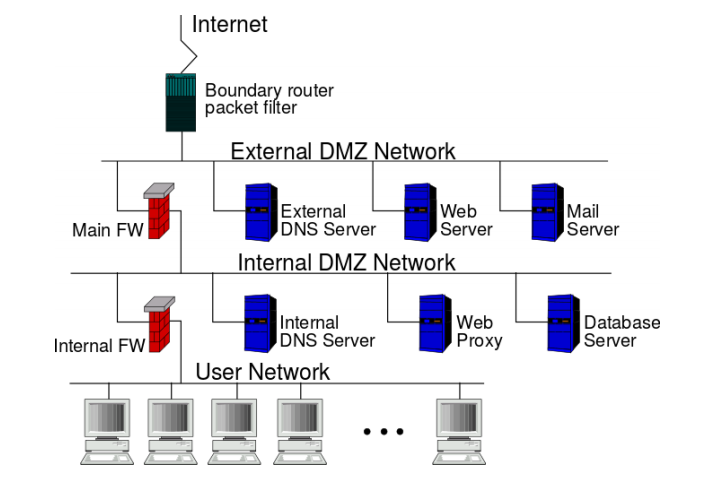 Internet
Boundary router
packet filter
External DMZ Network
Main FW
External
DNS Server
Web
Server
Mail
Server
Internal DMZ Network
Internal FW
Internal
DNS Server
Web
Proxy
Database
Server
User Network